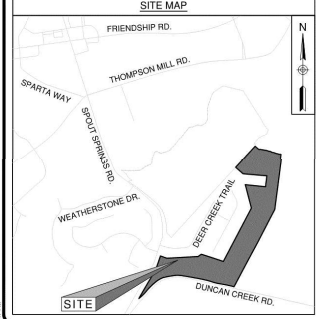 SITE MAP
FRIENDSHIP RD.
N
THOMPSON MILL RD.
SPARTA WAY
SPOUT SPRINGS RD.
WEATHERSTONE DR.
DEER CREEK TRAIL
DUNCAN CREEK RD.
SITE